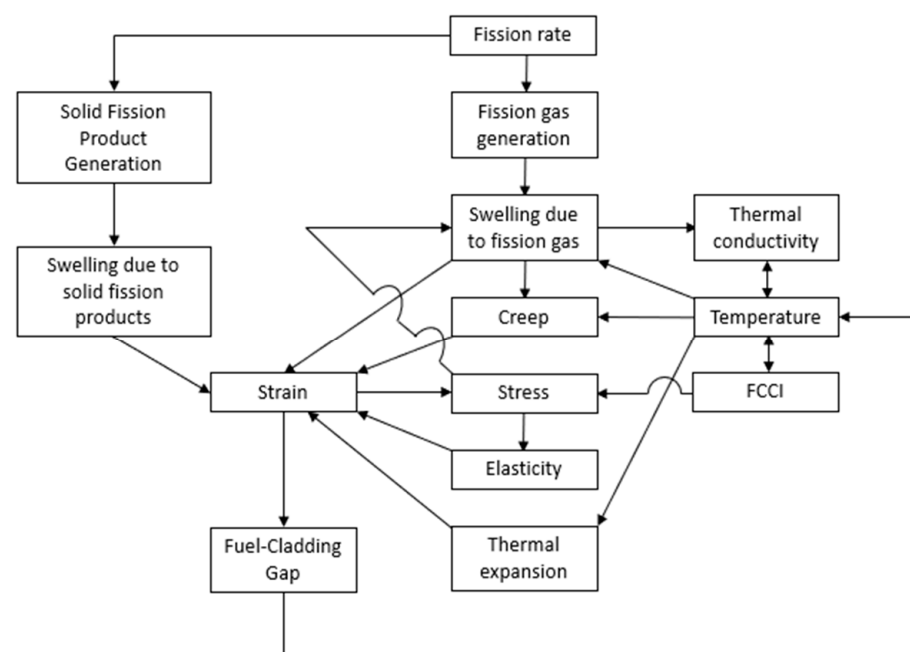 Fission rate
Solid Fission
Product
Generation
Fission gas
generation
Swelling due
to fission gas
Thermal
conductivity
Swelling due to
solid fission
products
Creep
Temperature
Strain
Stress
FCCI
Elasticity
Fuel-Cladding
Gap
Thermal
expansion